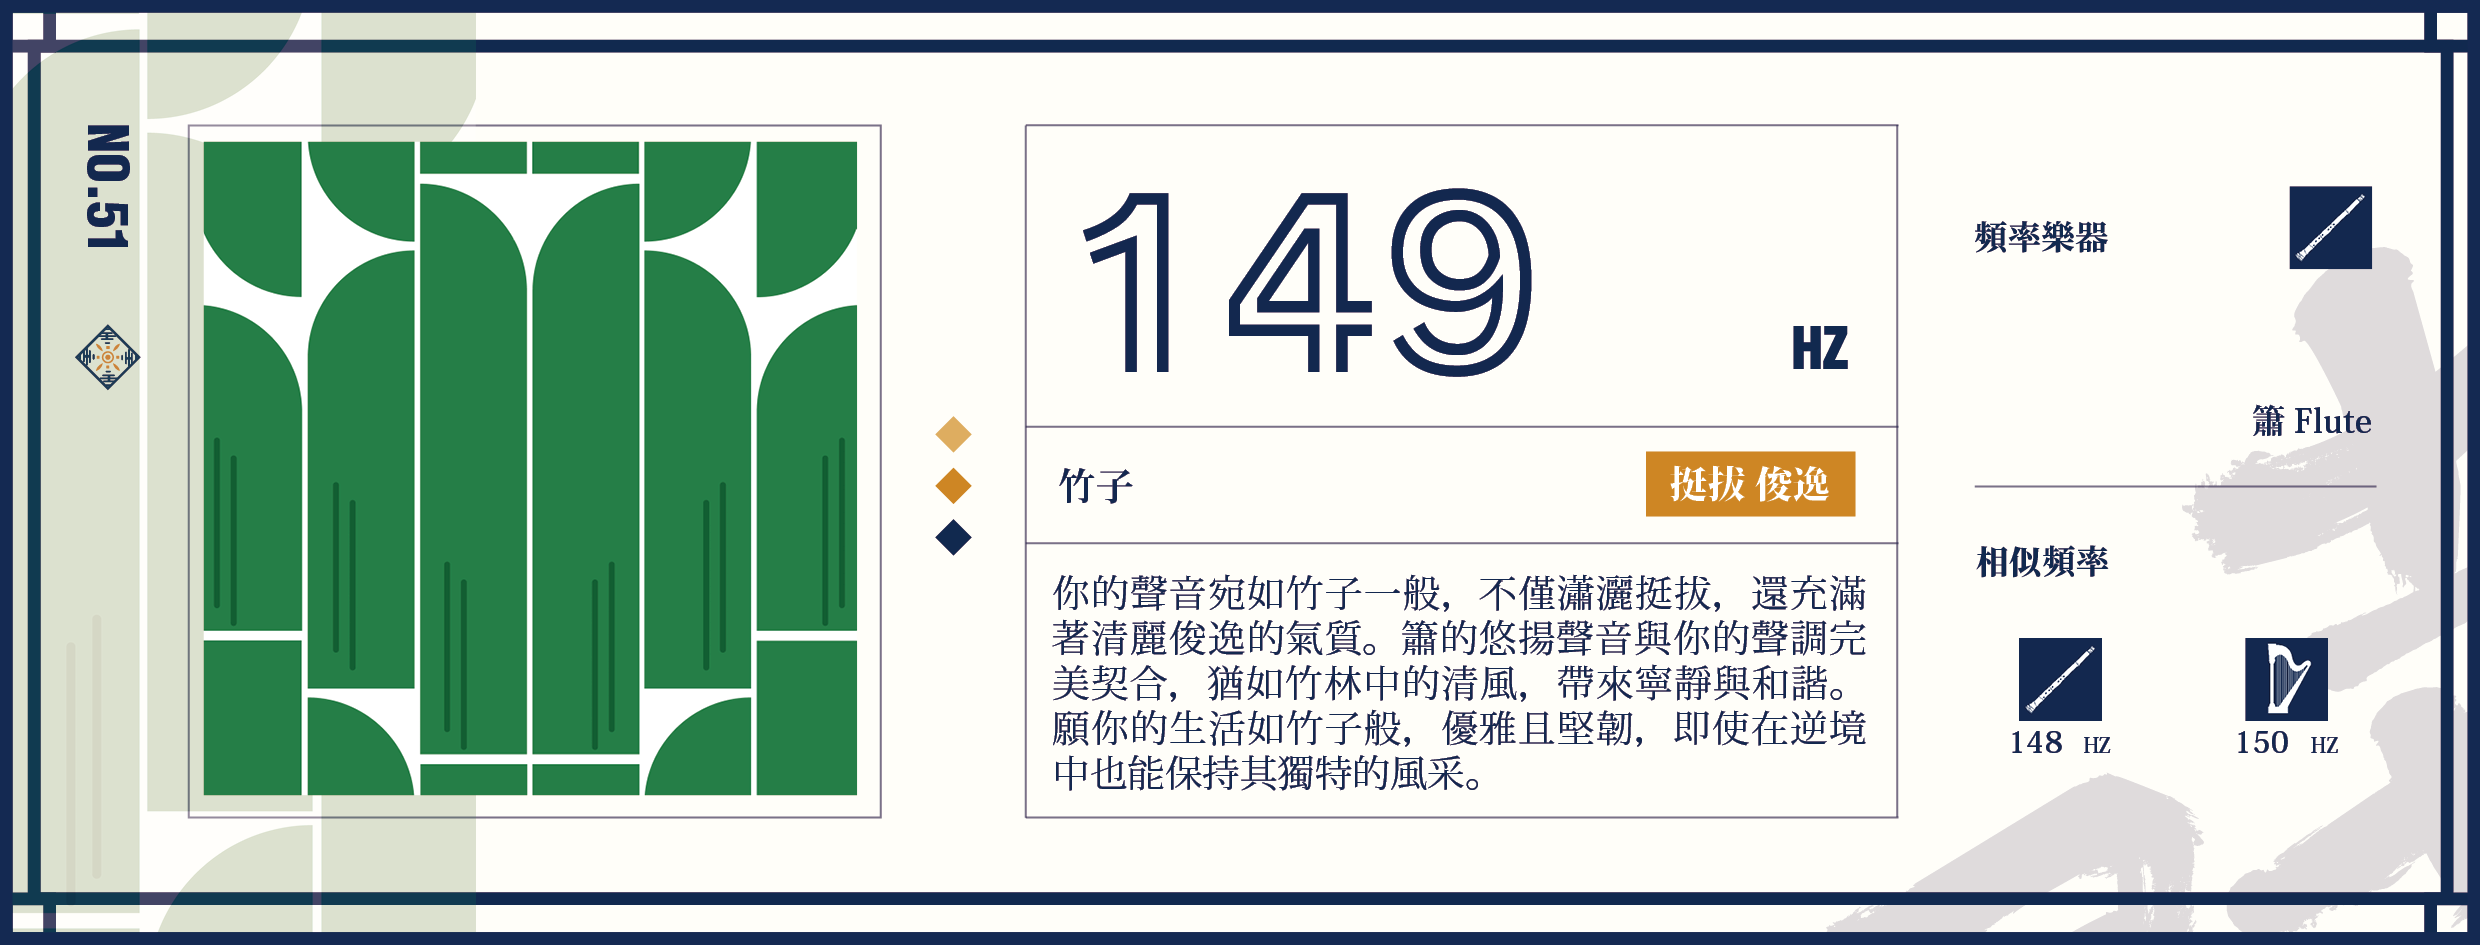 NO.51
149
HZ
竹子
挺拔 俊逸
你的聲音宛如竹子一般，不僅瀟灑挺拔，還充滿
著清麗俊逸的氣質。簫的悠揚聲音與你的聲調完
美契合，猶如竹林中的清風，帶來寧靜與和諧。
願你的生活如竹子般，優雅且堅韌，即使在逆境
中也能保持其獨特的風采。
頻率樂器
簫 Flute
相似頻率
148 HZ
150 HZ